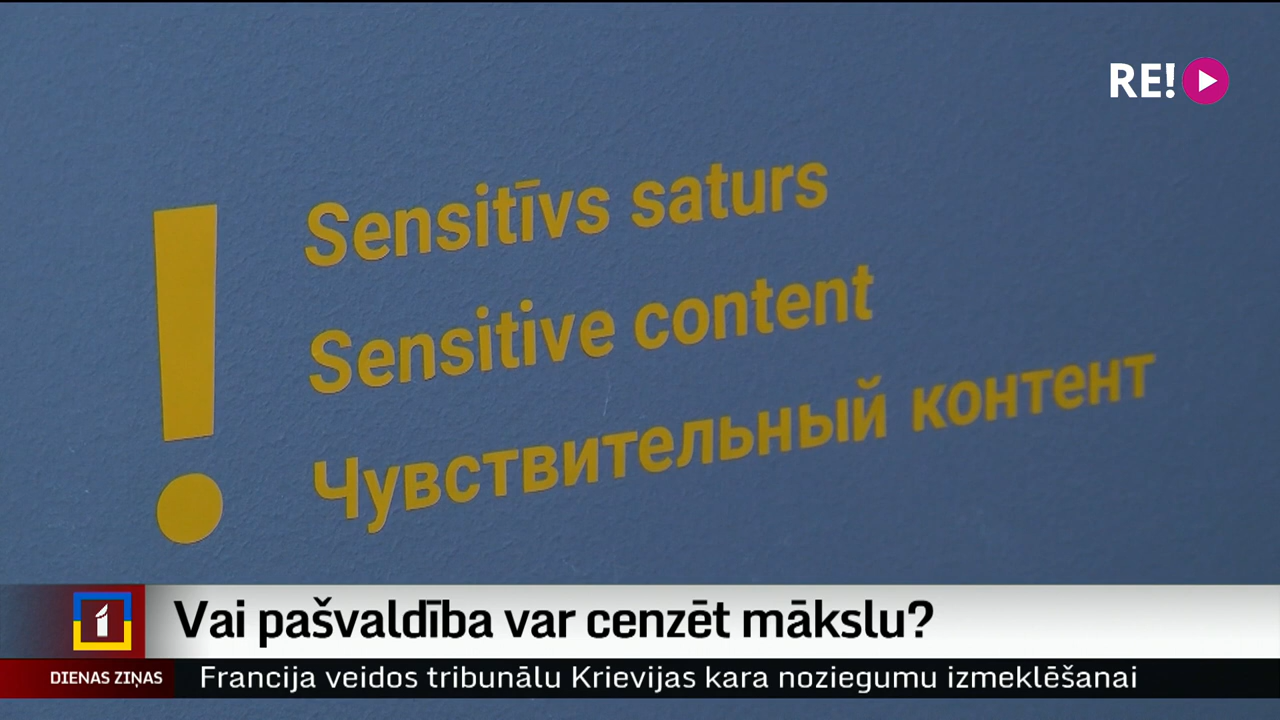 RE!
!
Sensitīvs saturs
Sensitive content
Чувствительный контент
1
Vai pašvaldība var cenzēt mākslu?
DIENAS ZIŅAS
Francija veidos tribunālu Krievijas kara noziegumu izmeklēšanai